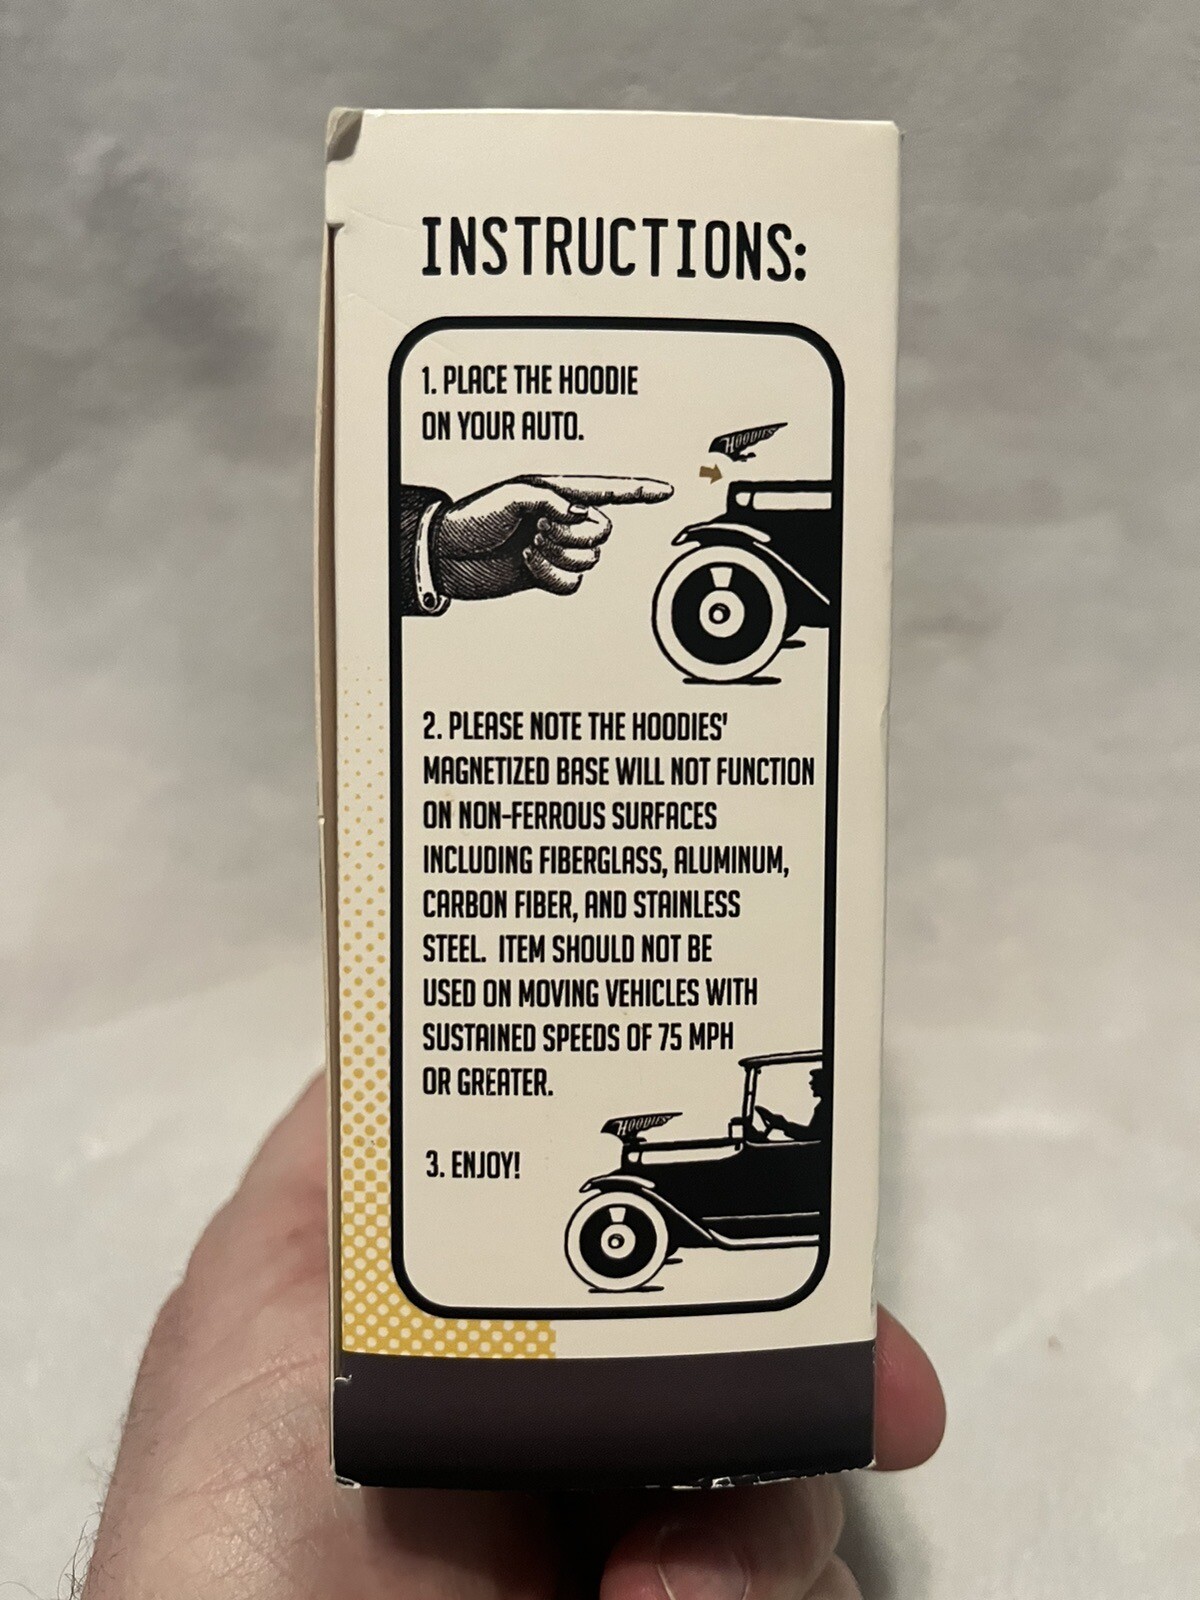 INSTRUCTIONS:
1. PLACE THE HOODIE
ON YOUR AUTO.
HOODIES
2. PLEASE NOTE THE HOODIES'
MAGNETIZED BASE WILL NOT FUNCTION
ON NON-FERROUS SURFACES
INCLUDING FIBERGLASS, ALUMINUM,
CARBON FIBER, AND STAINLESS
STEEL. ITEM SHOULD NOT BE
USED ON MOVING VEHICLES WITH
SUSTAINED SPEEDS OF 75 MPH
OR GREATER.
HOODIES
3. ENJOY!